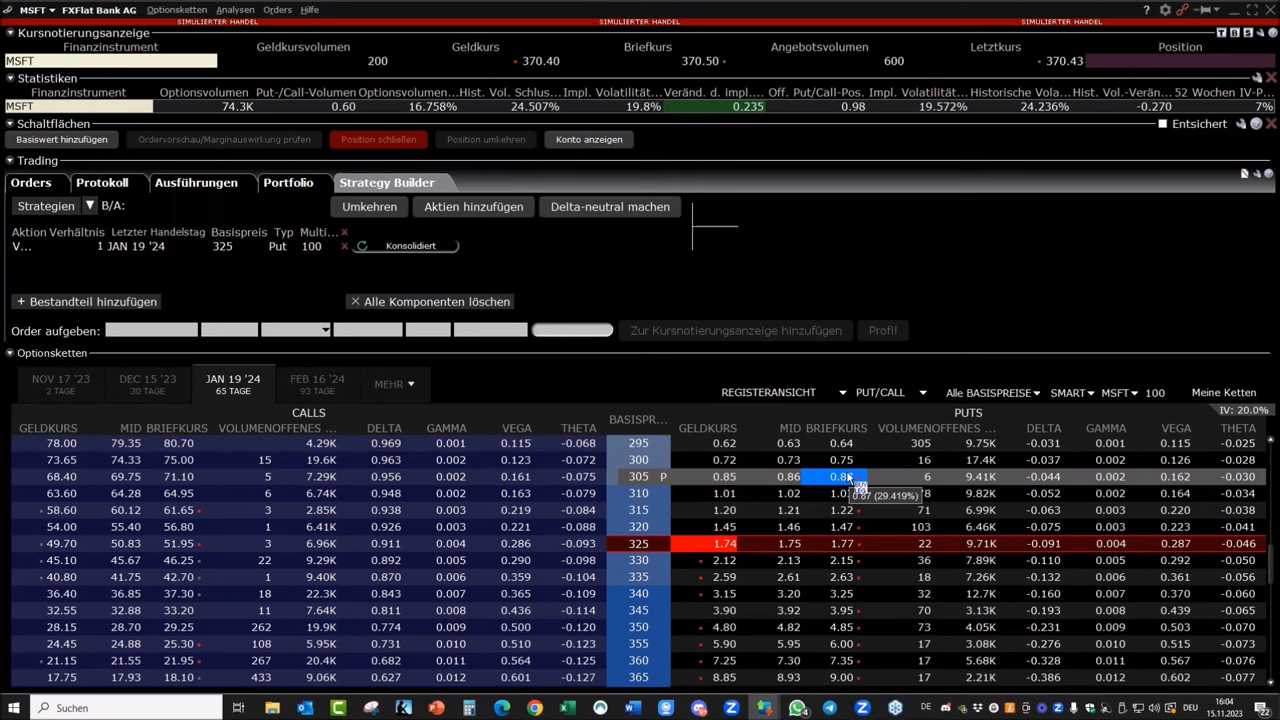 MSFT FXFlat Bank AG Optionsketten Analysen Orders Hilfe
SIMULIERTER HANDEL SIMULIERTER HANDEL SIMULIERTER HANDEL
Kursnotierungsanzeige
Finanzinstrument Geldkursvolumen Geldkurs Briefkurs Angebotsvolumen Letztkurs Position
MSFT 200 370.40 370.50 600 370.43
Statistiken
Finanzinstrument Optionsvolumen Put-/Call-Volumen Optionsvolumen... Hist. Vol. Schlus... Impl. Volatilität... Veränd. d. impl.... Off. Put/Call-Pos. Impl. Volatilität... Historische Vola... Hist. Vol.-Verän... 52 Wochen IV-P...
MSFT 74.3K 0.60 16.758% 24.507% 19.8% 0.235 0.98 19.572% 24.236% -0.270 7%
Schaltflächen
Basiswert hinzufügen Ordervorschau/Marginauswirkung prüfen Position schließen Position umkehren Konto anzeigen Entsichert
Trading
Orders Protokoll Ausführungen Portfolio Strategy Builder
Strategien B/A: Umkehren Aktien hinzufügen Delta-neutral machen
Aktion Verhältnis Letzter Handelstag Basispreis Typ Multi...
V... 1 JAN 19 '24 325 Put 100 Konsolidiert
+ Bestandteil hinzufügen × Alle Komponenten löschen
Order aufgeben: Zur Kursnotierungsanzeige hinzufügen Profil
Optionsketten
NOV 17 '23 DEC 15 '23 JAN 19 '24 FEB 16 '24 MEHR
2 TAGE 30 TAGE 65 TAGE 93 TAGE
REGISTERANSICHT PUT/CALL Alle BASISPREISE SMART MSFT 100 Meine Ketten
IV: 20.0%
CALLS BASISPR... PUTS
GELDKURS MID BRIEFKURS VOLUMEN OFFENES ... DELTA GAMMA VEGA THETA GELDKURS MID BRIEFKURS VOLUMEN OFFENES ... DELTA GAMMA VEGA THETA
78.00 79.35 80.70 4.29K 0.969 0.001 0.115 -0.068 295 0.62 0.63 0.64 305 9.75K -0.031 0.001 0.115 -0.025
73.65 74.33 75.00 15 19.6K 0.963 0.002 0.123 -0.072 300 0.72 0.73 0.75 16 17.4K -0.037 0.002 0.126 -0.028
68.40 69.75 71.10 5 7.29K 0.956 0.002 0.161 -0.075 305 P 0.85 0.86 6 9.41K -0.044 0.002 0.162 -0.030
0.87 (29.419%)
63.60 64.28 64.95 6 6.74K 0.948 0.002 0.193 -0.078 310 1.01 1.02 9.82K -0.052 0.002 0.164 -0.034
58.60 60.12 61.65 3 2.85K 0.938 0.003 0.219 -0.084 315 1.20 1.21 1.22 71 6.99K -0.063 0.003 0.220 -0.038
54.00 55.40 56.80 1 6.41K 0.926 0.003 0.221 -0.088 320 1.45 1.46 1.47 103 6.46K -0.075 0.003 0.223 -0.041
49.70 50.83 51.95 3 6.96K 0.911 0.004 0.286 -0.093 325 1.74 1.75 1.77 22 9.71K -0.091 0.004 0.287 -0.046
45.10 45.67 46.25 22 9.29K 0.892 0.005 0.290 -0.098 330 2.12 2.13 2.15 36 7.89K -0.110 0.005 0.292 -0.050
40.80 41.75 42.70 1 9.40K 0.870 0.006 0.359 -0.104 335 2.59 2.61 2.63 18 7.26K -0.132 0.006 0.361 -0.056
36.40 36.85 37.30 18 22.3K 0.843 0.007 0.365 -0.109 340 3.15 3.20 3.25 32 12.7K -0.160 0.007 0.370 -0.060
32.55 32.88 33.20 11 7.64K 0.811 0.008 0.436 -0.114 345 3.90 3.92 3.95 70 3.13K -0.193 0.008 0.439 -0.065
28.15 28.70 29.25 262 19.9K 0.774 0.009 0.500 -0.120 350 4.80 4.82 4.85 73 15.4K -0.231 0.009 0.503 -0.070
24.45 24.88 25.30 108 5.95K 0.731 0.010 0.510 -0.123 355 5.90 5.95 6.00 17 3.08K -0.276 0.010 0.515 -0.073
21.15 21.55 21.95 267 20.4K 0.682 0.011 0.564 -0.125 360 7.25 7.30 7.35 17 5.68K -0.328 0.011 0.567 -0.076
17.75 17.93 18.10 433 9.06K 0.627 0.012 0.601 -0.127 365 8.85 8.93 9.00 17 2.21K -0.386 0.012 0.605 -0.077
Suchen DE DEU 16:04
15.11.2023